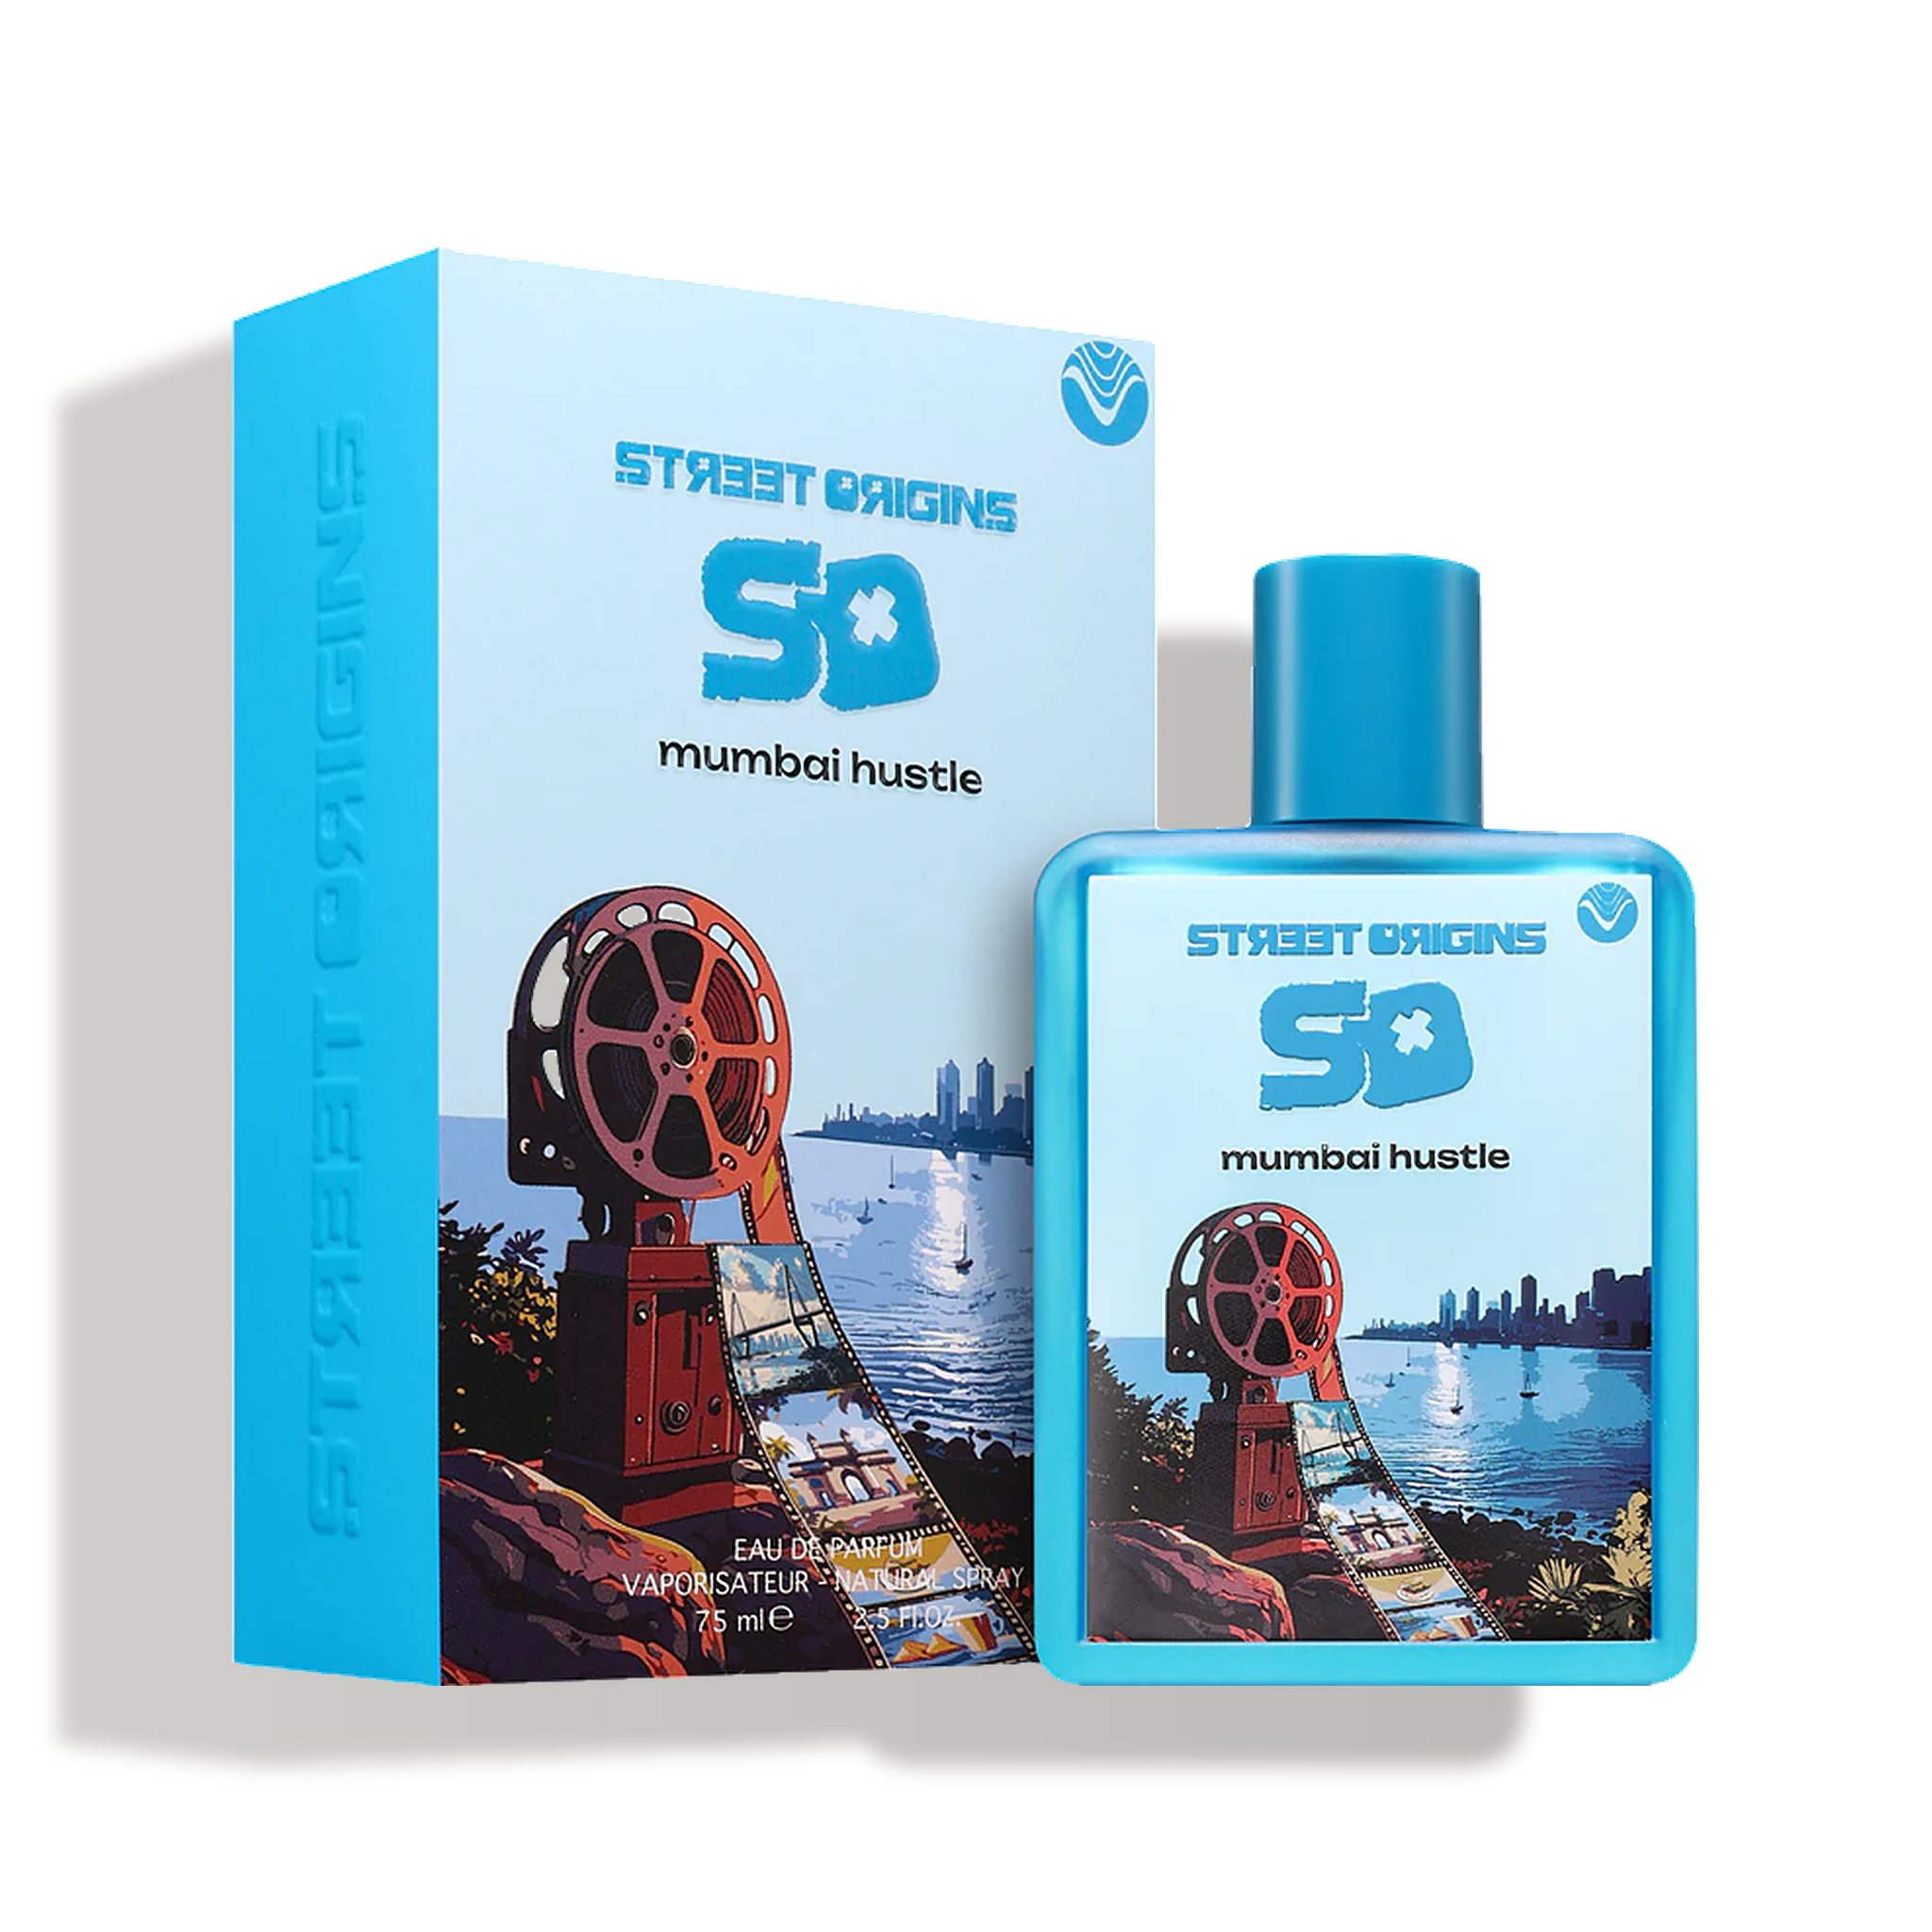 STREET ORIGINS
STREET ORIGINS
SO
mumbai hustle
EAU DE PARFUM
VAPORISATEUR - NATURAL SPRAY
75 ml e 2.5 Fl.OZ.
STREET ORIGINS
SO
mumbai hustle